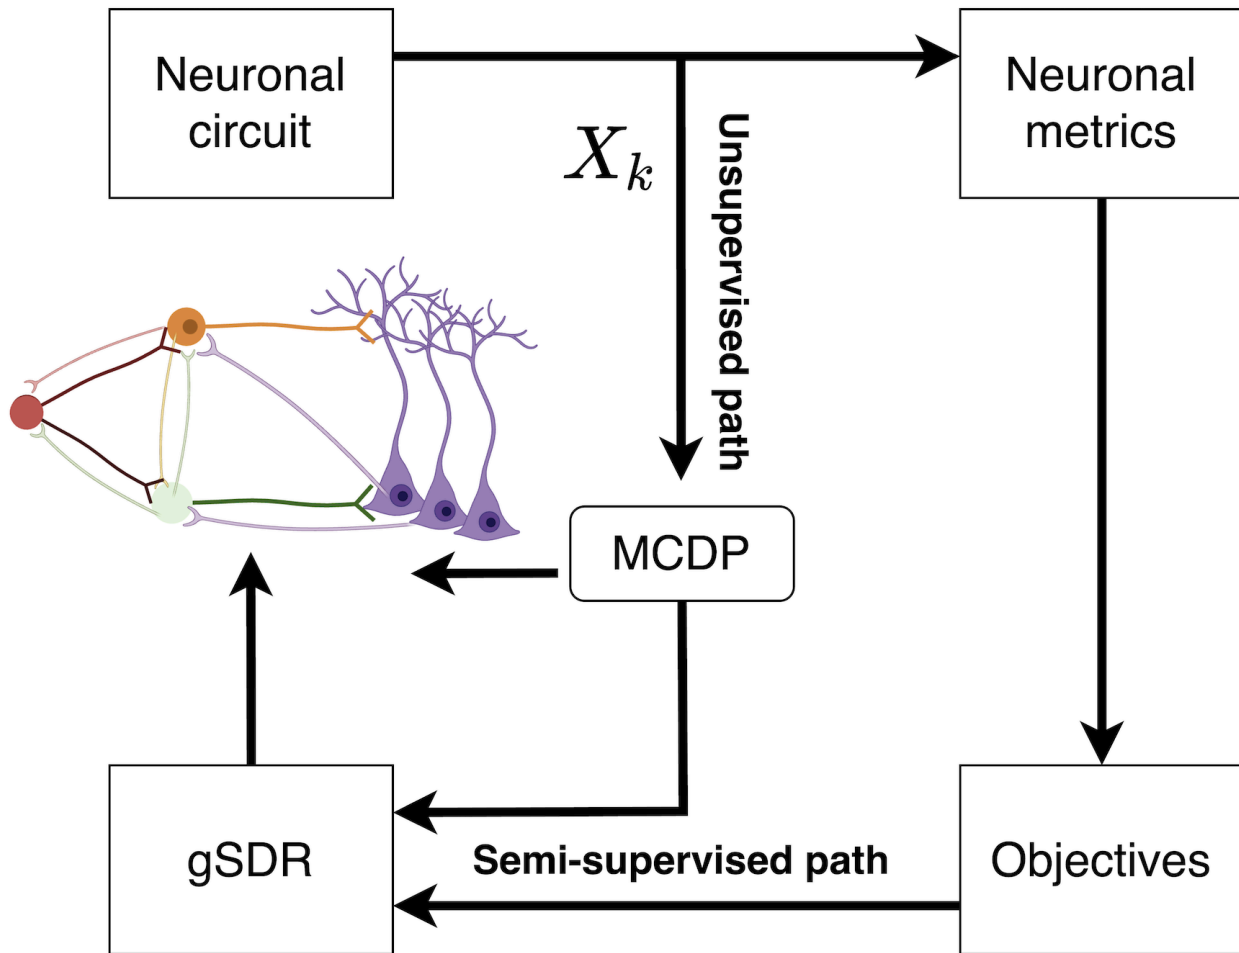 Neuronal
circuit
Neuronal
metrics
X_k
Unsupervised path
MCDP
gSDR
Semi-supervised path
Objectives